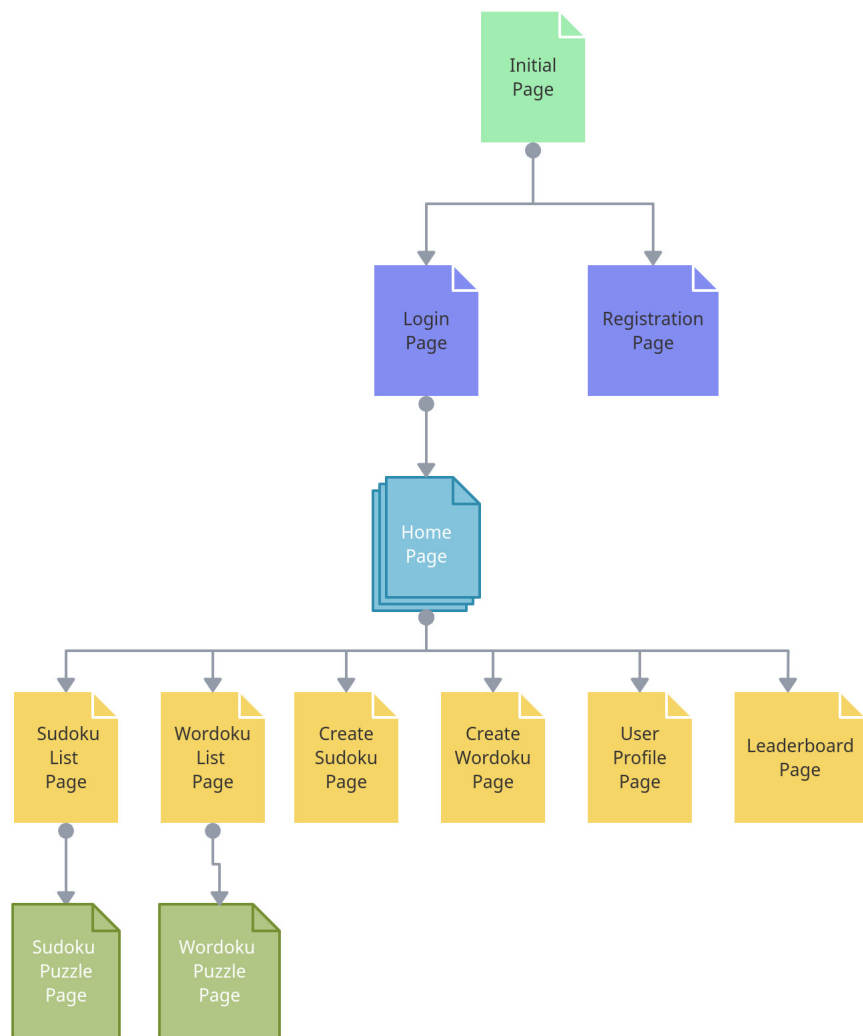 Initial
Page
Login
Page
Registration
Page
Home
Page
Sudoku
List
Page
Wordoku
List
Page
Create
Sudoku
Page
Create
Wordoku
Page
User
Profile
Page
Leaderboard
Page
Sudoku
Puzzle
Page
Wordoku
Puzzle
Page